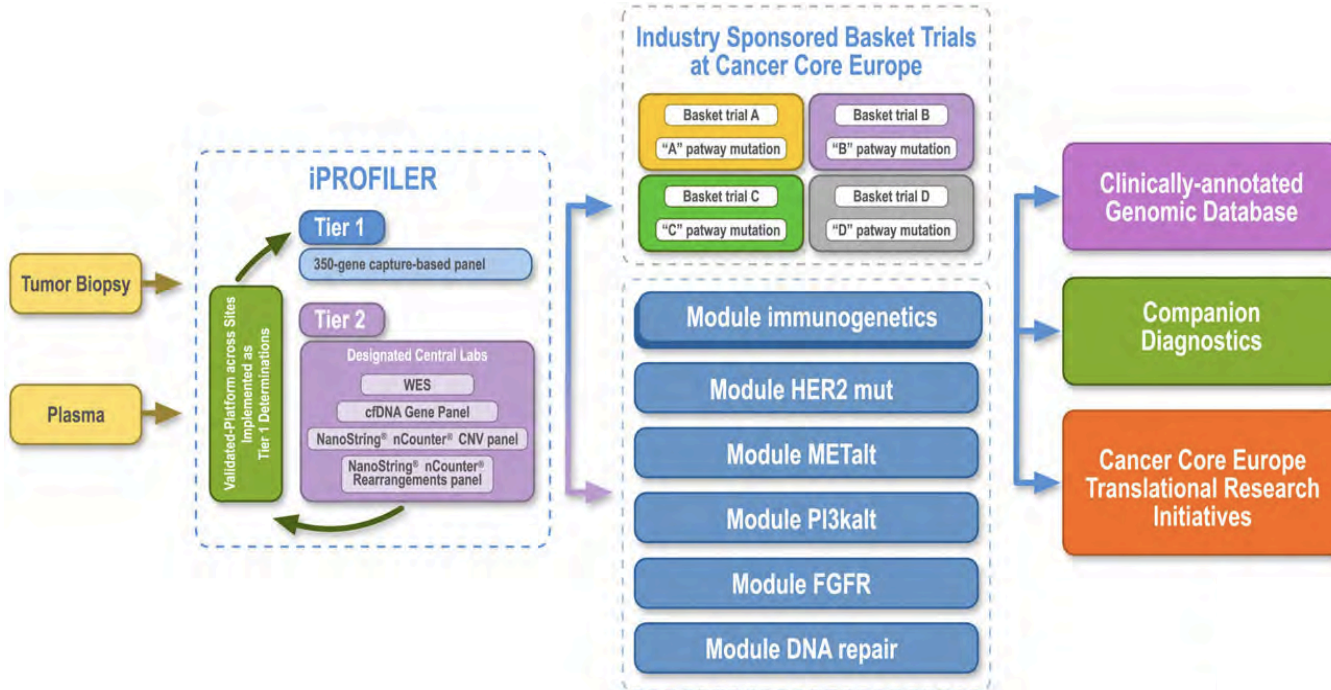 Tumor Biopsy
Plasma
iPROFILER
Validated-Platform across Sites
Implemented as
Tier 1 Determinations
Tier 1
350-gene capture-based panel
Tier 2
Designated Central Labs
WES
cfDNA Gene Panel
NanoString® nCounter® CNV panel
NanoString® nCounter®
Rearrangements panel
Industry Sponsored Basket Trials
at Cancer Core Europe
Basket trial A
"A" patway mutation
Basket trial B
"B" patway mutation
Basket trial C
"C" patway mutation
Basket trial D
"D" patway mutation
Module immunogenetics
Module HER2 mut
Module METalt
Module PI3kalt
Module FGFR
Module DNA repair
Clinically-annotated
Genomic Database
Companion
Diagnostics
Cancer Core Europe
Translational Research
Initiatives